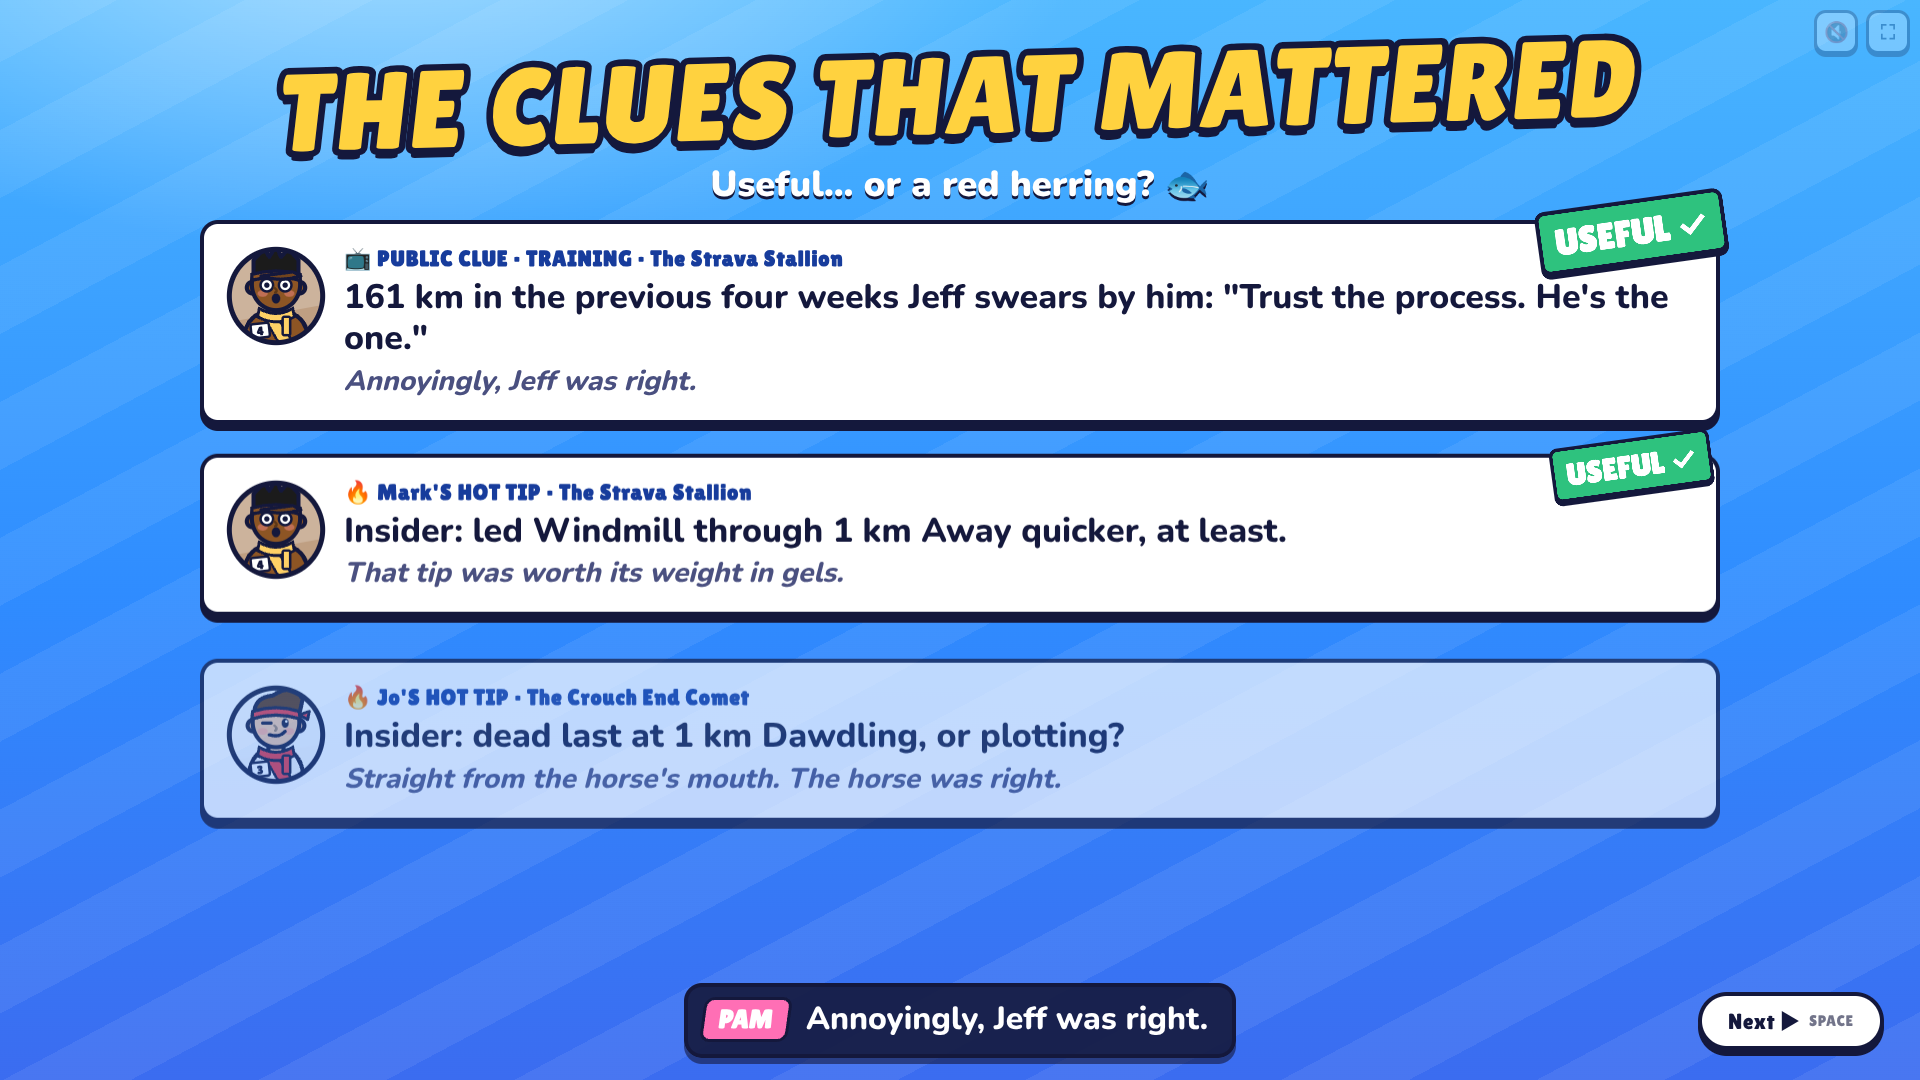 THE CLUES THAT MATTERED
Useful... or a red herring?
USEFUL ✓
PUBLIC CLUE · TRAINING · The Strava Stallion
161 km in the previous four weeks Jeff swears by him: "Trust the process. He's the
one."
Annoyingly, Jeff was right.
4
USEFUL ✓
Mark'S HOT TIP · The Strava Stallion
Insider: led Windmill through 1 km Away quicker, at least.
That tip was worth its weight in gels.
4
Jo'S HOT TIP · The Crouch End Comet
Insider: dead last at 1 km Dawdling, or plotting?
Straight from the horse's mouth. The horse was right.
3
PAM Annoyingly, Jeff was right.
Next ▶ SPACE